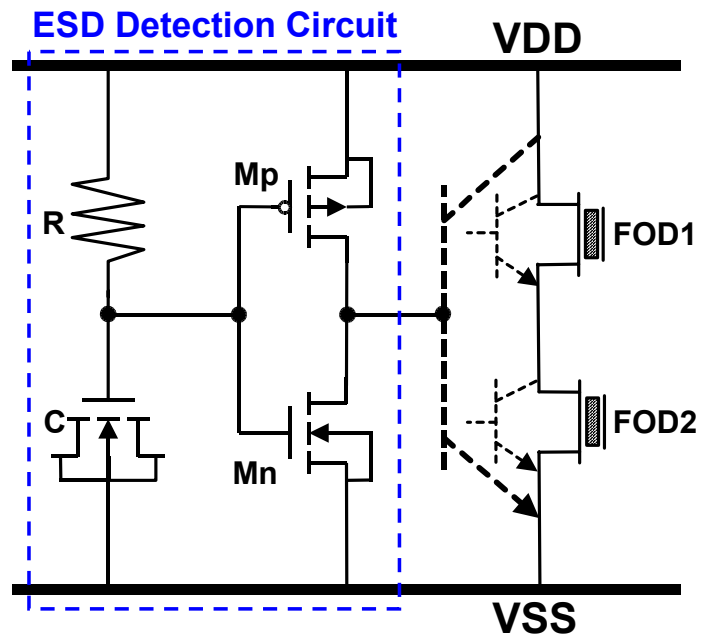 ESD Detection Circuit
VDD
Mp
R
FOD1
C
FOD2
Mn
VSS